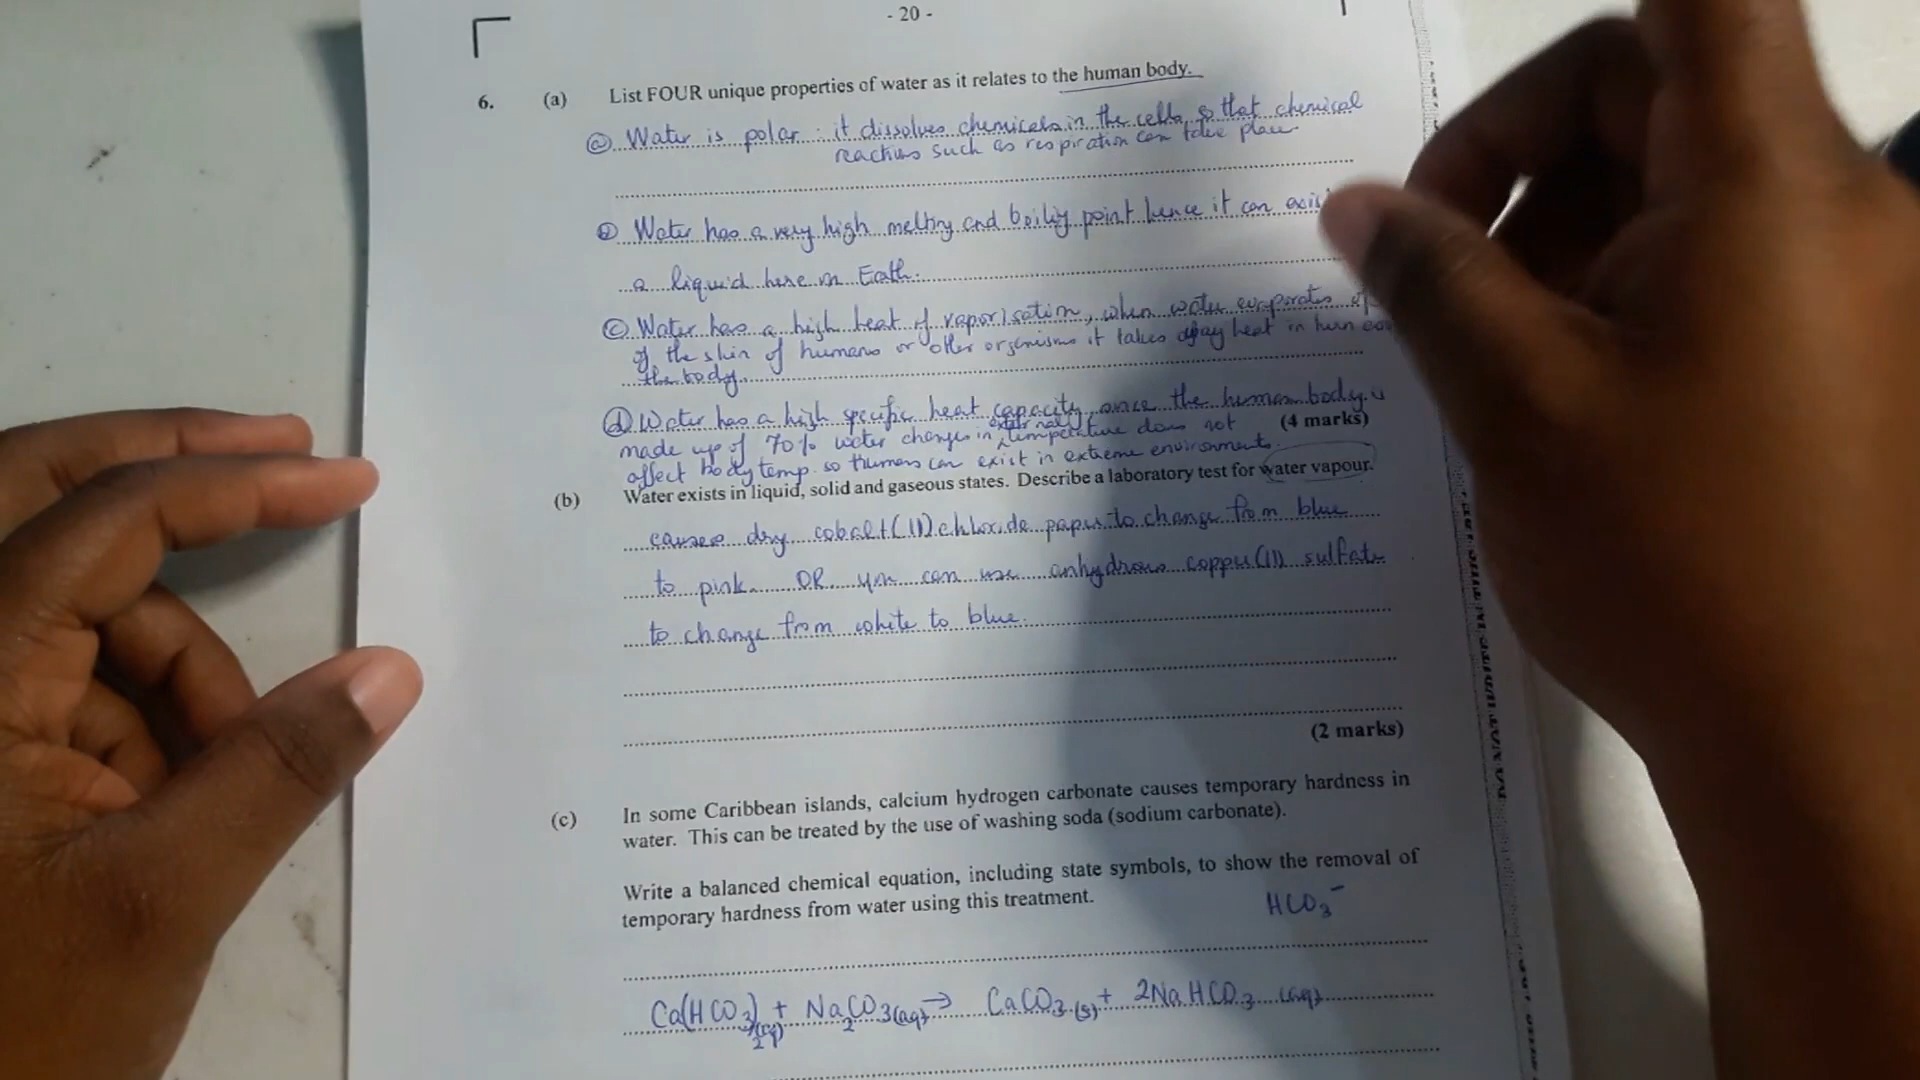 - 20 -
6. (a) List FOUR unique properties of water as it relates to the human body.
(a) Water is polar : it dissolves chemicals in the cells so that chemical
reactions such as respiration can take place
Water has a very high melting and boiling point hence it can
a liquid here on Earth.
(c) Water has a high heat of vaporisation, when water evaporates
of the skin of humans or other organisms it takes away heat in turn
the body.
(d) Water has a high specific heat capacity, since the human body is
made up of 70% water changes in external temperature does not
(4 marks)
affect body temp. so humans can exist in extreme environments.
(b) Water exists in liquid, solid and gaseous states. Describe a laboratory test for water vapour.
causes dry cobalt(II) chloride paper to change from blue
to pink. OR you can use anhydrous copper(II) sulfate
to change from white to blue.
(2 marks)
(c) In some Caribbean islands, calcium hydrogen carbonate causes temporary hardness in
water. This can be treated by the use of washing soda (sodium carbonate).
Write a balanced chemical equation, including state symbols, to show the removal of
temporary hardness from water using this treatment.
HCO₃⁻
Ca(HCO₃)₂(aq) + Na₂CO₃(aq) → CaCO₃(s) + 2NaHCO₃(aq)